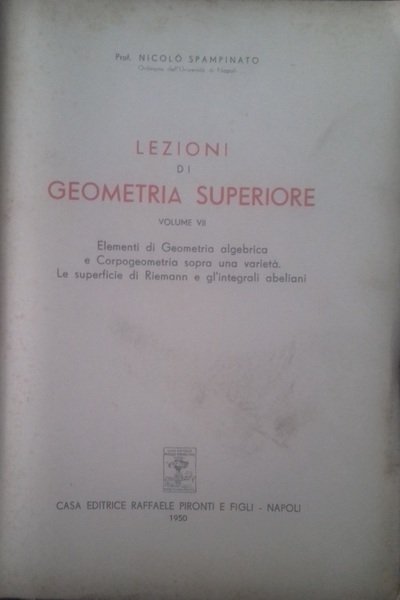 Prof. NICOLÒ SPAMPINATO
Ordinario dell'Università di Napoli
LEZIONI
DI
GEOMETRIA SUPERIORE
VOLUME VII
Elementi di Geometria algebrica
e Corpogeometria sopra una varietà.
Le superficie di Riemann e gl'integrali abeliani
CASA EDITRICE RAFFAELE PIRONTI E FIGLI - NAPOLI
1950